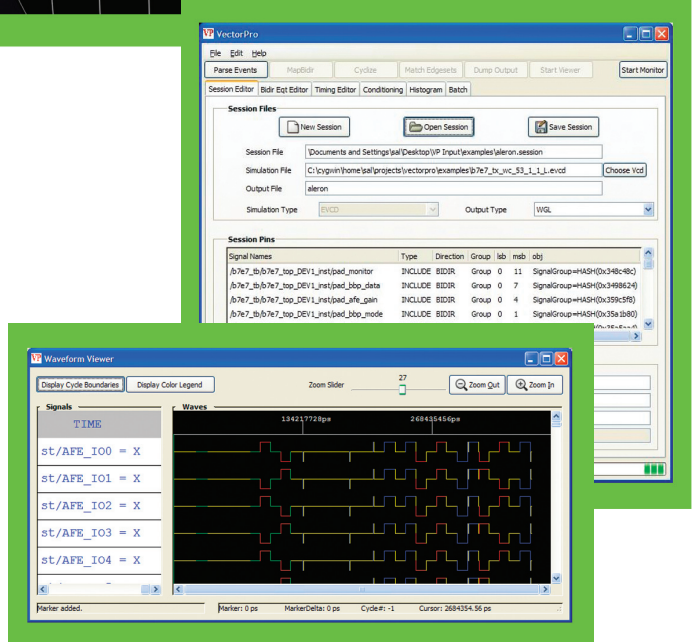 VP VectorPro
File Edit Help
Parse Events MapBidir Cyclize Match Edgesets Dump Output Start Viewer Start Monitor
Session Editor Bidir Eqt Editor Timing Editor Conditioning Histogram Batch
Session Files
New Session Open Session Save Session
Session File \Documents and Settings\sal\Desktop\VP Input\examples\aleron.session
Simulation File C:\cygwin\home\sal\projects\vectorpro\examples\b7e7_tx_wc_53_1_1_L.evcd Choose Vcd
Output File aleron
Simulation Type EVCD Output Type WGL
Session Pins
Signal Names Type Direction Group lsb msb obj
/b7e7_tb/b7e7_top_DEV1_inst/pad_monitor INCLUDE BIDIR Group 0 11 SignalGroup=HASH(0x348c48c)
/b7e7_tb/b7e7_top_DEV1_inst/pad_bbp_data INCLUDE BIDIR Group 0 7 SignalGroup=HASH(0x3498624)
/b7e7_tb/b7e7_top_DEV1_inst/pad_afe_gain INCLUDE BIDIR Group 0 4 SignalGroup=HASH(0x359c5f8)
/b7e7_tb/b7e7_top_DEV1_inst/pad_bbp_mode INCLUDE BIDIR Group 0 1 SignalGroup=HASH(0x35a1b80)
VP Waveform Viewer
Display Cycle Boundaries Display Color Legend Zoom Slider 27 Zoom Out Zoom In
Signals Waves
TIME 134217728ps 268435456ps
st/AFE_IO0 = X
st/AFE_IO1 = X
st/AFE_IO2 = X
st/AFE_IO3 = X
st/AFE_IO4 = X
Marker added. Marker: 0 ps MarkerDelta: 0 ps Cycle#: -1 Cursor: 2684354.56 ps